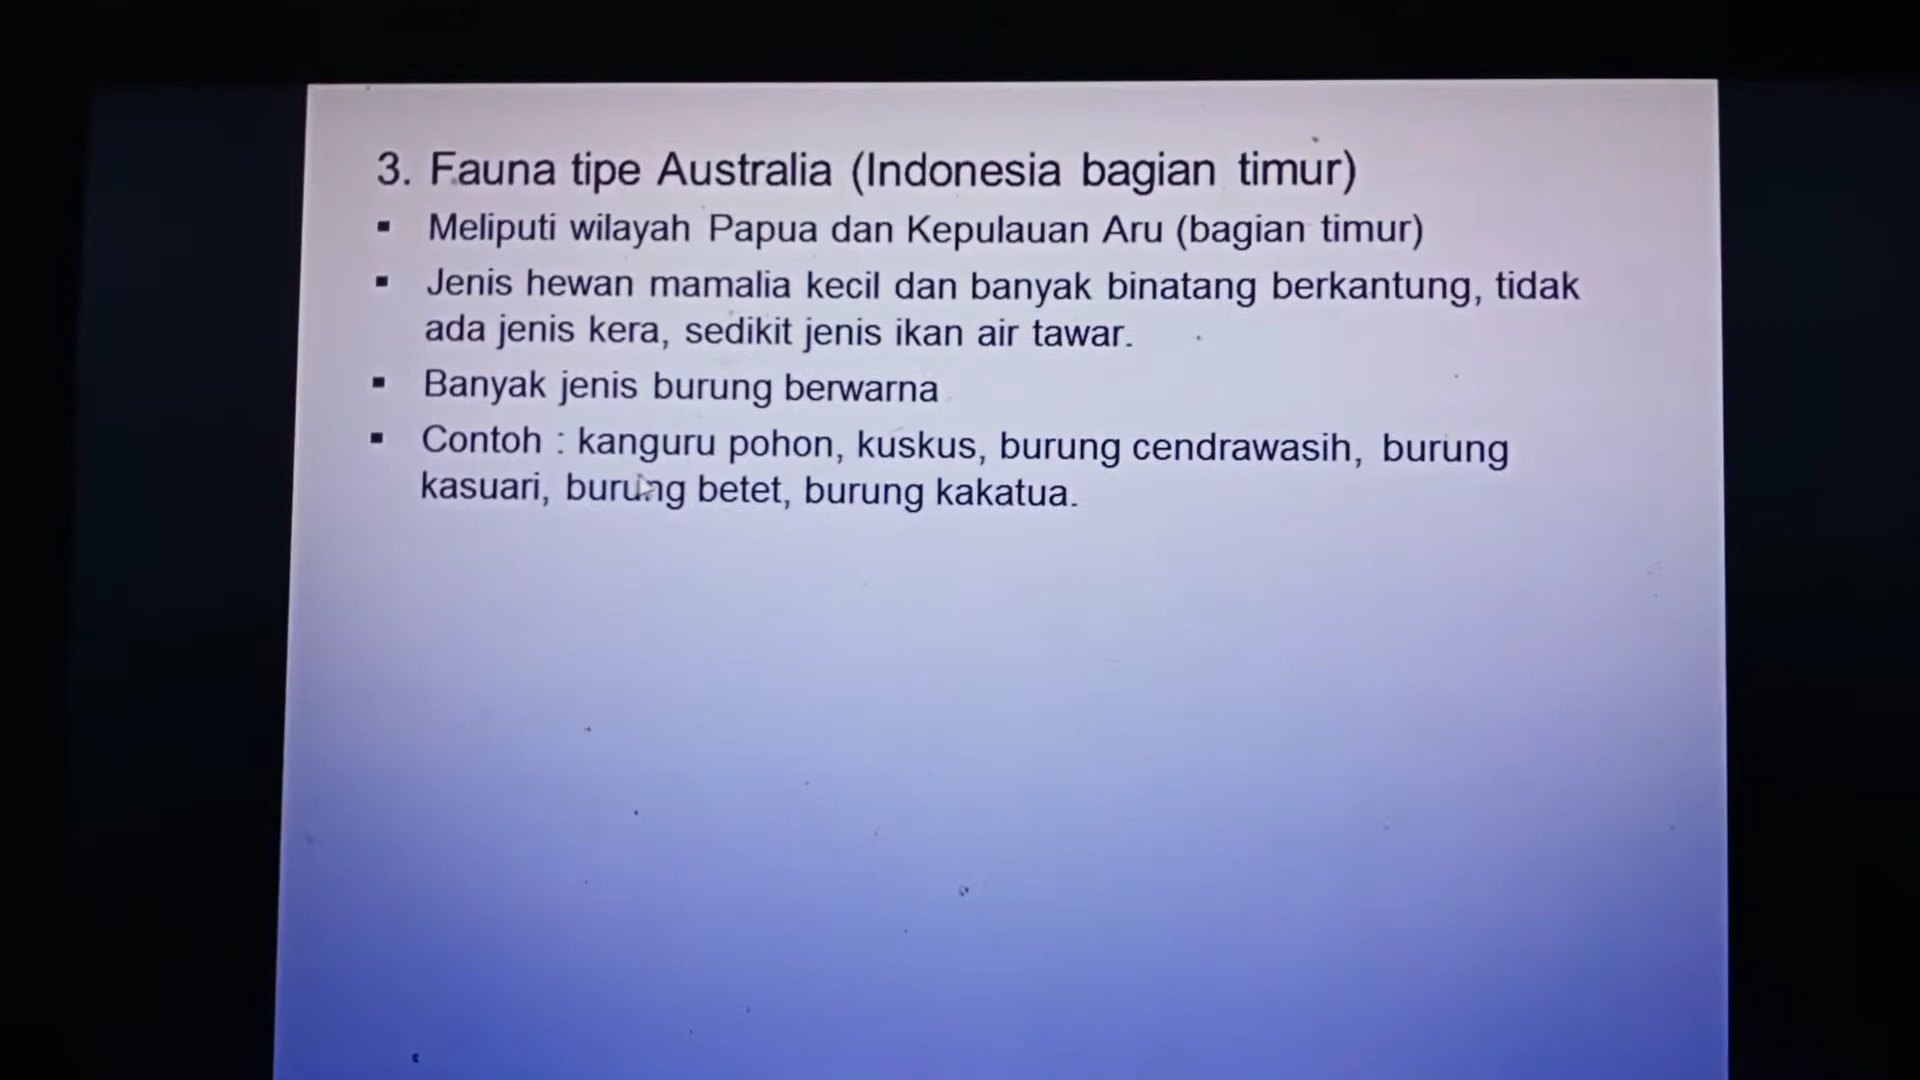 3. Fauna tipe Australia (Indonesia bagian timur)
▪ Meliputi wilayah Papua dan Kepulauan Aru (bagian timur)
▪ Jenis hewan mamalia kecil dan banyak binatang berkantung, tidak
ada jenis kera, sedikit jenis ikan air tawar.
▪ Banyak jenis burung berwarna
▪ Contoh : kanguru pohon, kuskus, burung cendrawasih, burung
kasuari, burung betet, burung kakatua.